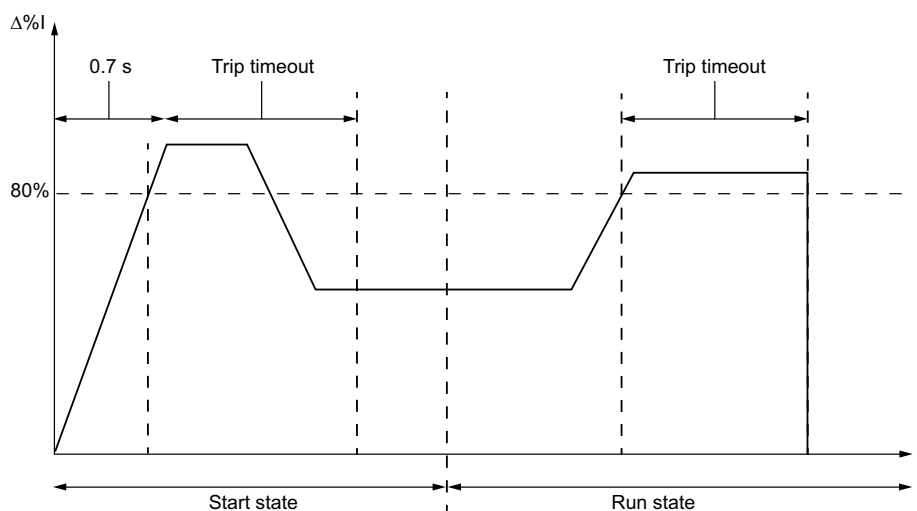 Δ%I
0.7 s
Trip timeout
Trip timeout
80%
Start state
Run state